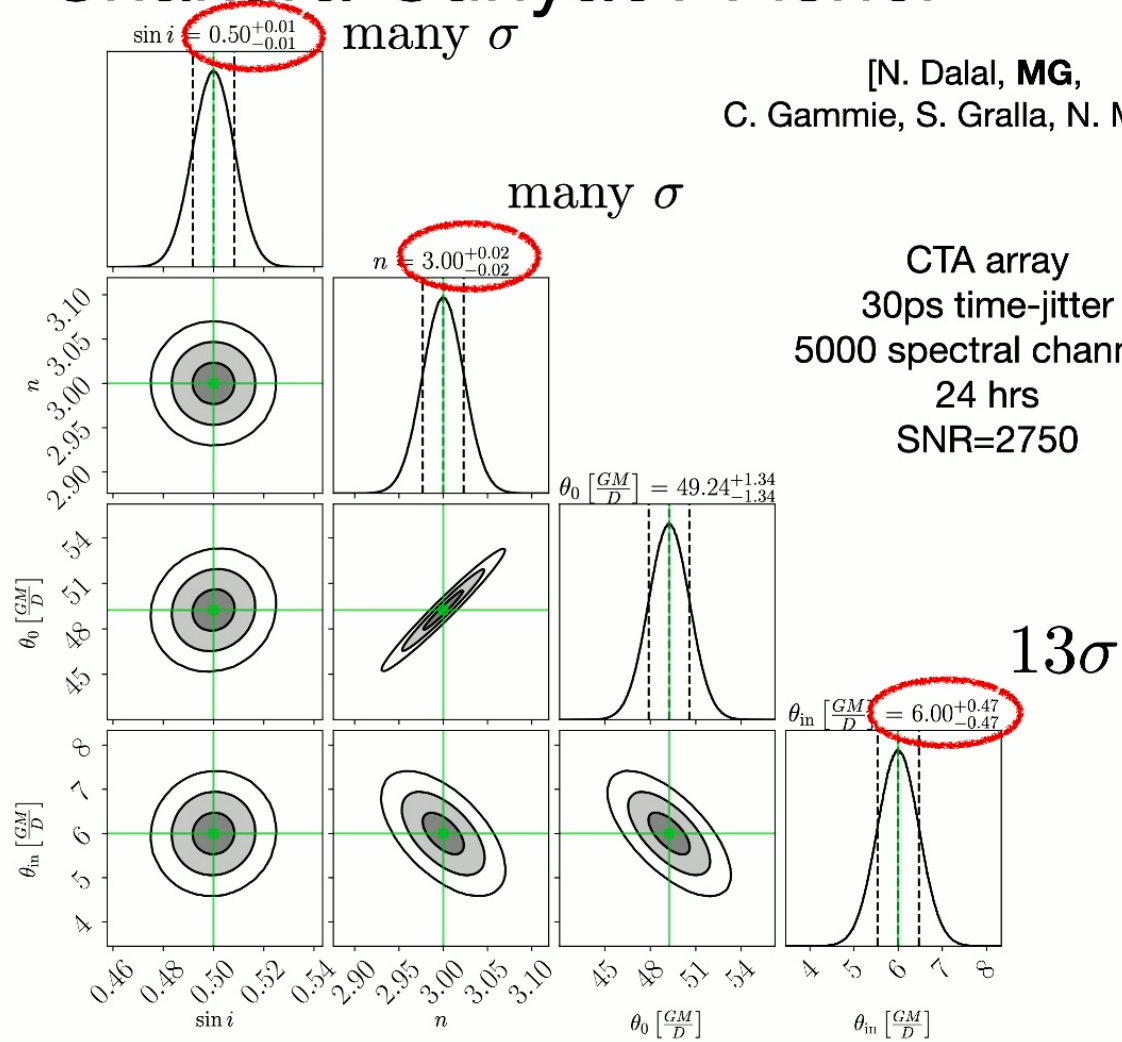 sin i = 0.50+0.01−0.01
many σ
[N. Dalal, MG,
C. Gammie, S. Gralla, N.
many σ
n = 3.00+0.02−0.02
CTA array
30ps time-jitter
5000 spectral
24 hrs
SNR=2750
n
3.10
3.05
3.00
2.95
2.90
θ0 [GM/D] = 49.24+1.34−1.34
θ0 [GM/D]
54
51
48
45
13σ
θin [GM/D] = 6.00+0.47−0.47
θin [GM/D]
8
7
6
5
4
0.46 0.48 0.50 0.52 0.54
2.90 2.95 3.00 3.05 3.10
45 48 51 54
4 5 6 7 8
sin i
n
θ0 [GM/D]
θin [GM/D]